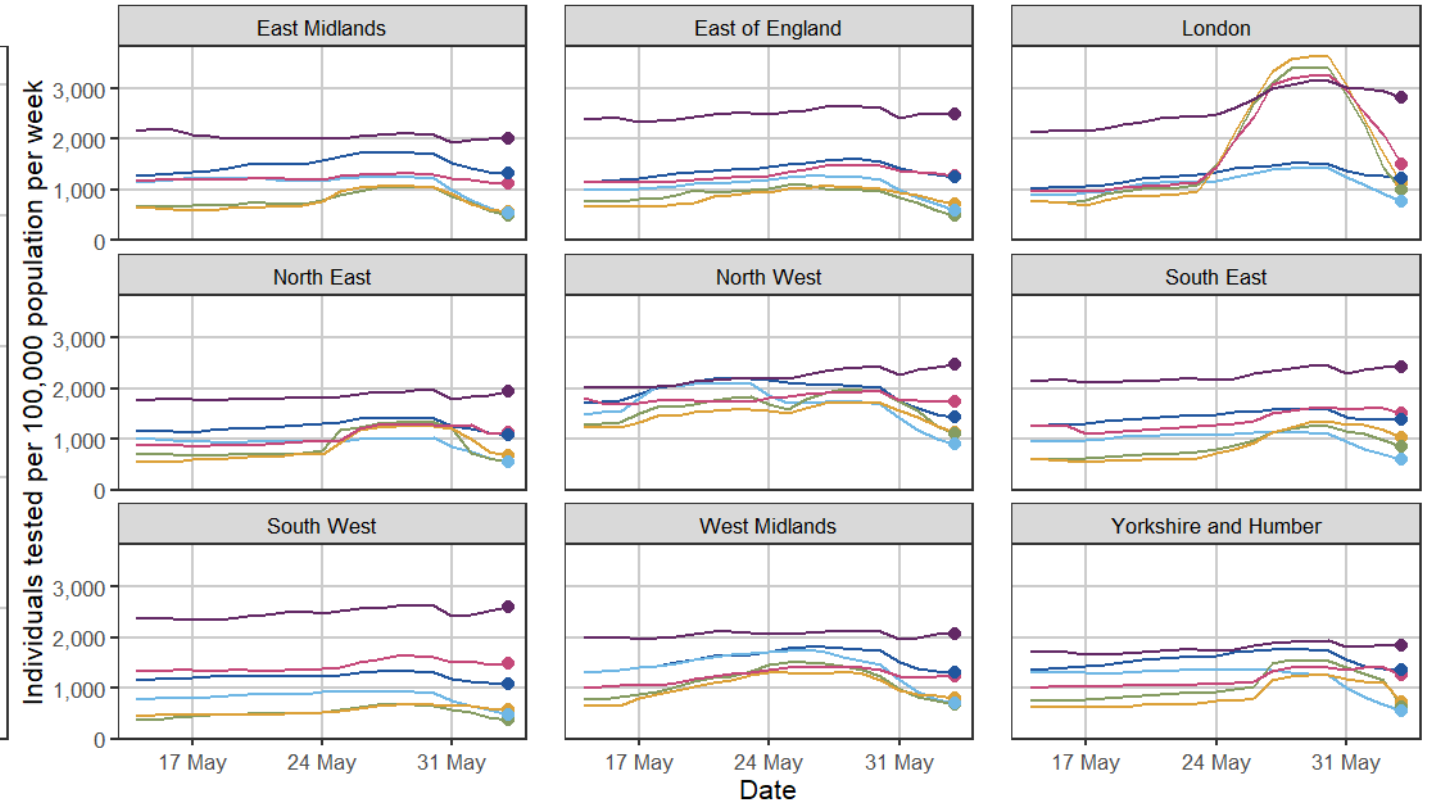 Individuals tested per 100,000 population per week
East Midlands
East of England
London
3,000
2,000
1,000
0
North East
North West
South East
3,000
2,000
1,000
0
South West
West Midlands
Yorkshire and Humber
3,000
2,000
1,000
0
17 May 24 May 31 May
17 May 24 May 31 May
17 May 24 May 31 May
Date